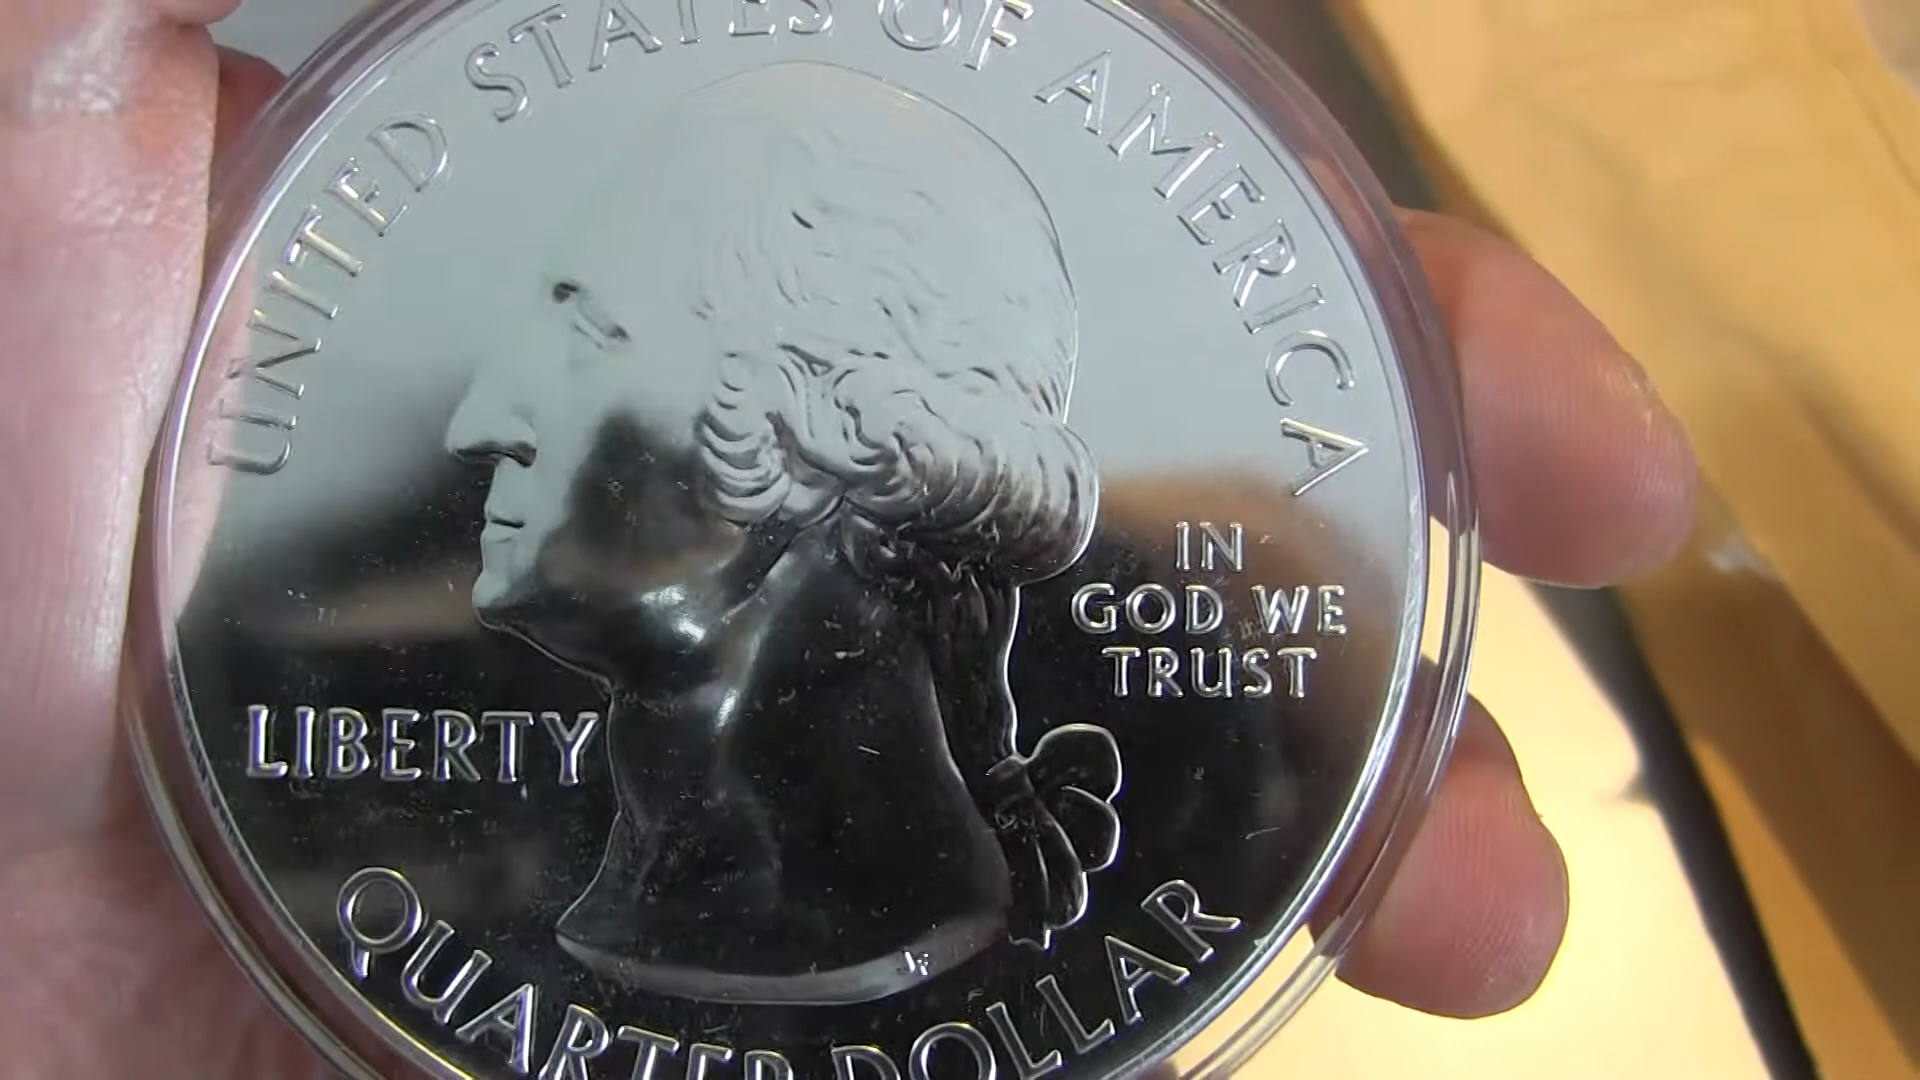 UNITED STATES OF AMERICA
IN
GOD WE
TRUST
LIBERTY
QUARTER DOLLAR